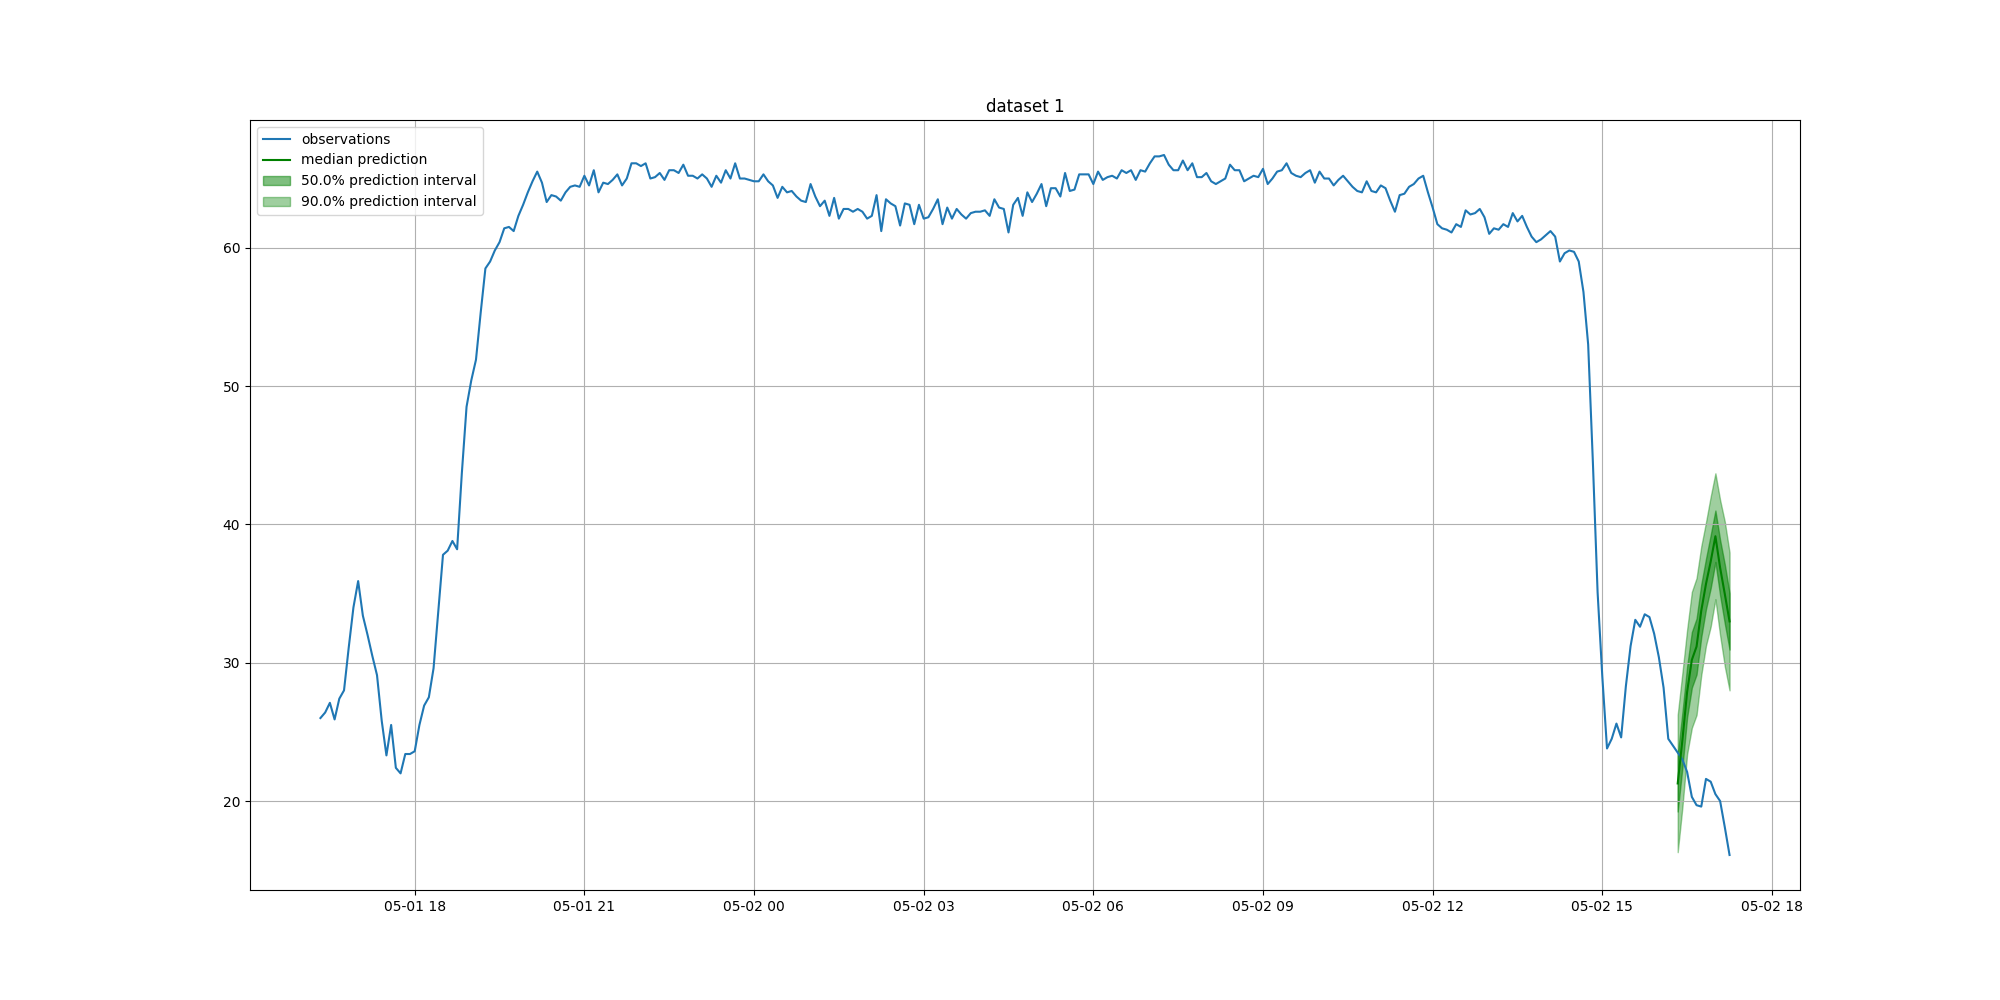 dataset 1
observations
median prediction
50.0% prediction interval
90.0% prediction interval
60
50
40
30
20
05-01 18
05-01 21
05-02 00
05-02 03
05-02 06
05-02 09
05-02 12
05-02 15
05-02 18